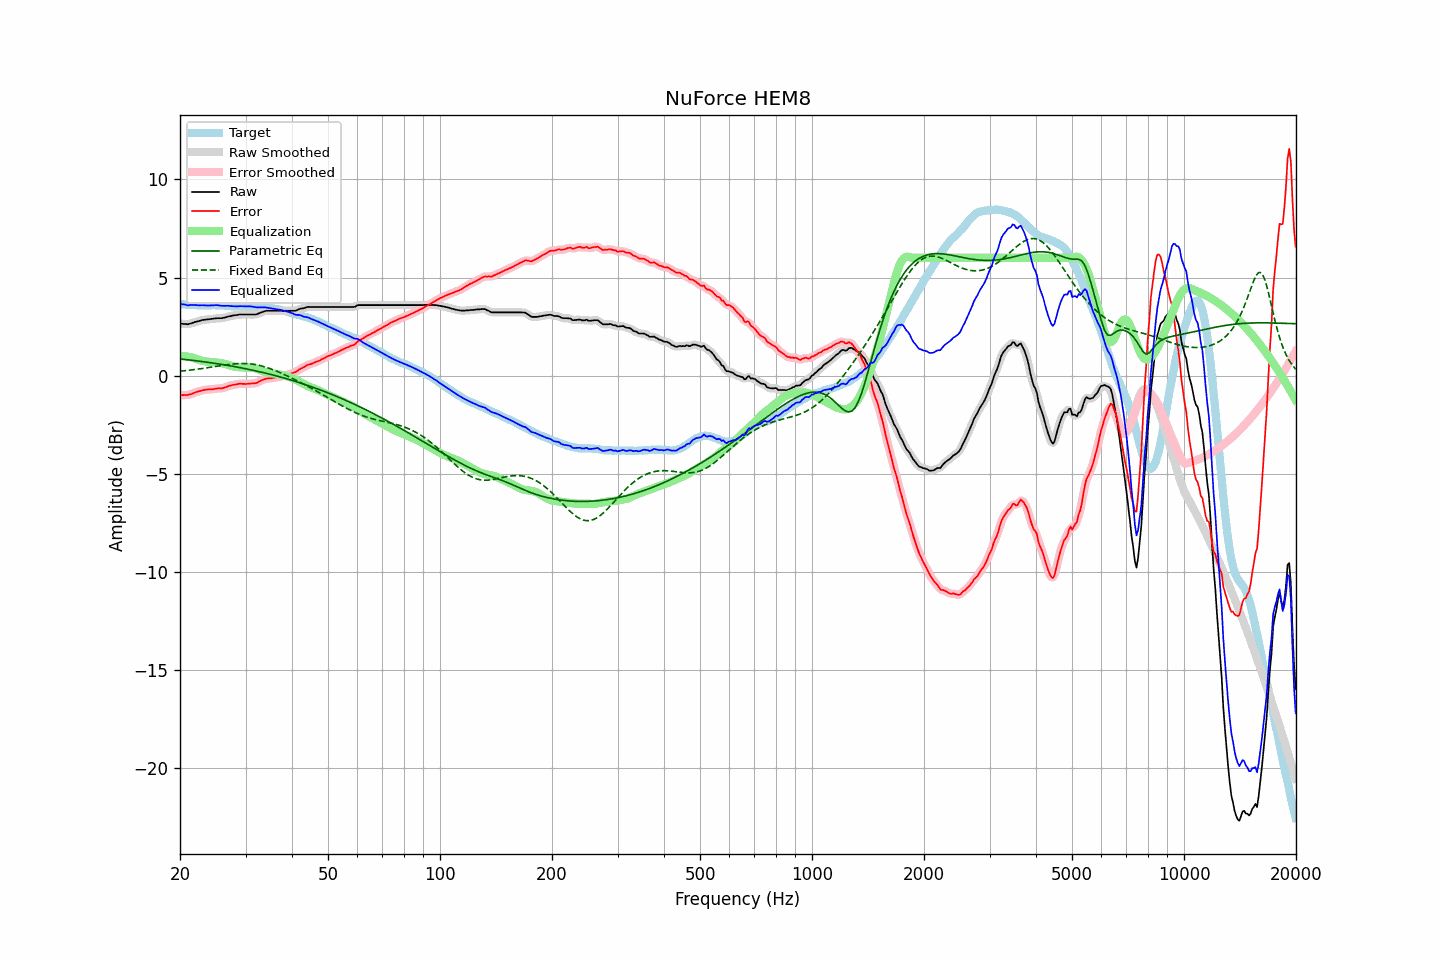 NuForce HEM8
Target
Raw Smoothed
Error Smoothed
Raw
Error
Equalization
Parametric Eq
Fixed Band Eq
Equalized
10
5
0
−5
−10
−15
−20
Amplitude (dBr)
20
50
100
200
500
1000
2000
5000
10000
20000
Frequency (Hz)